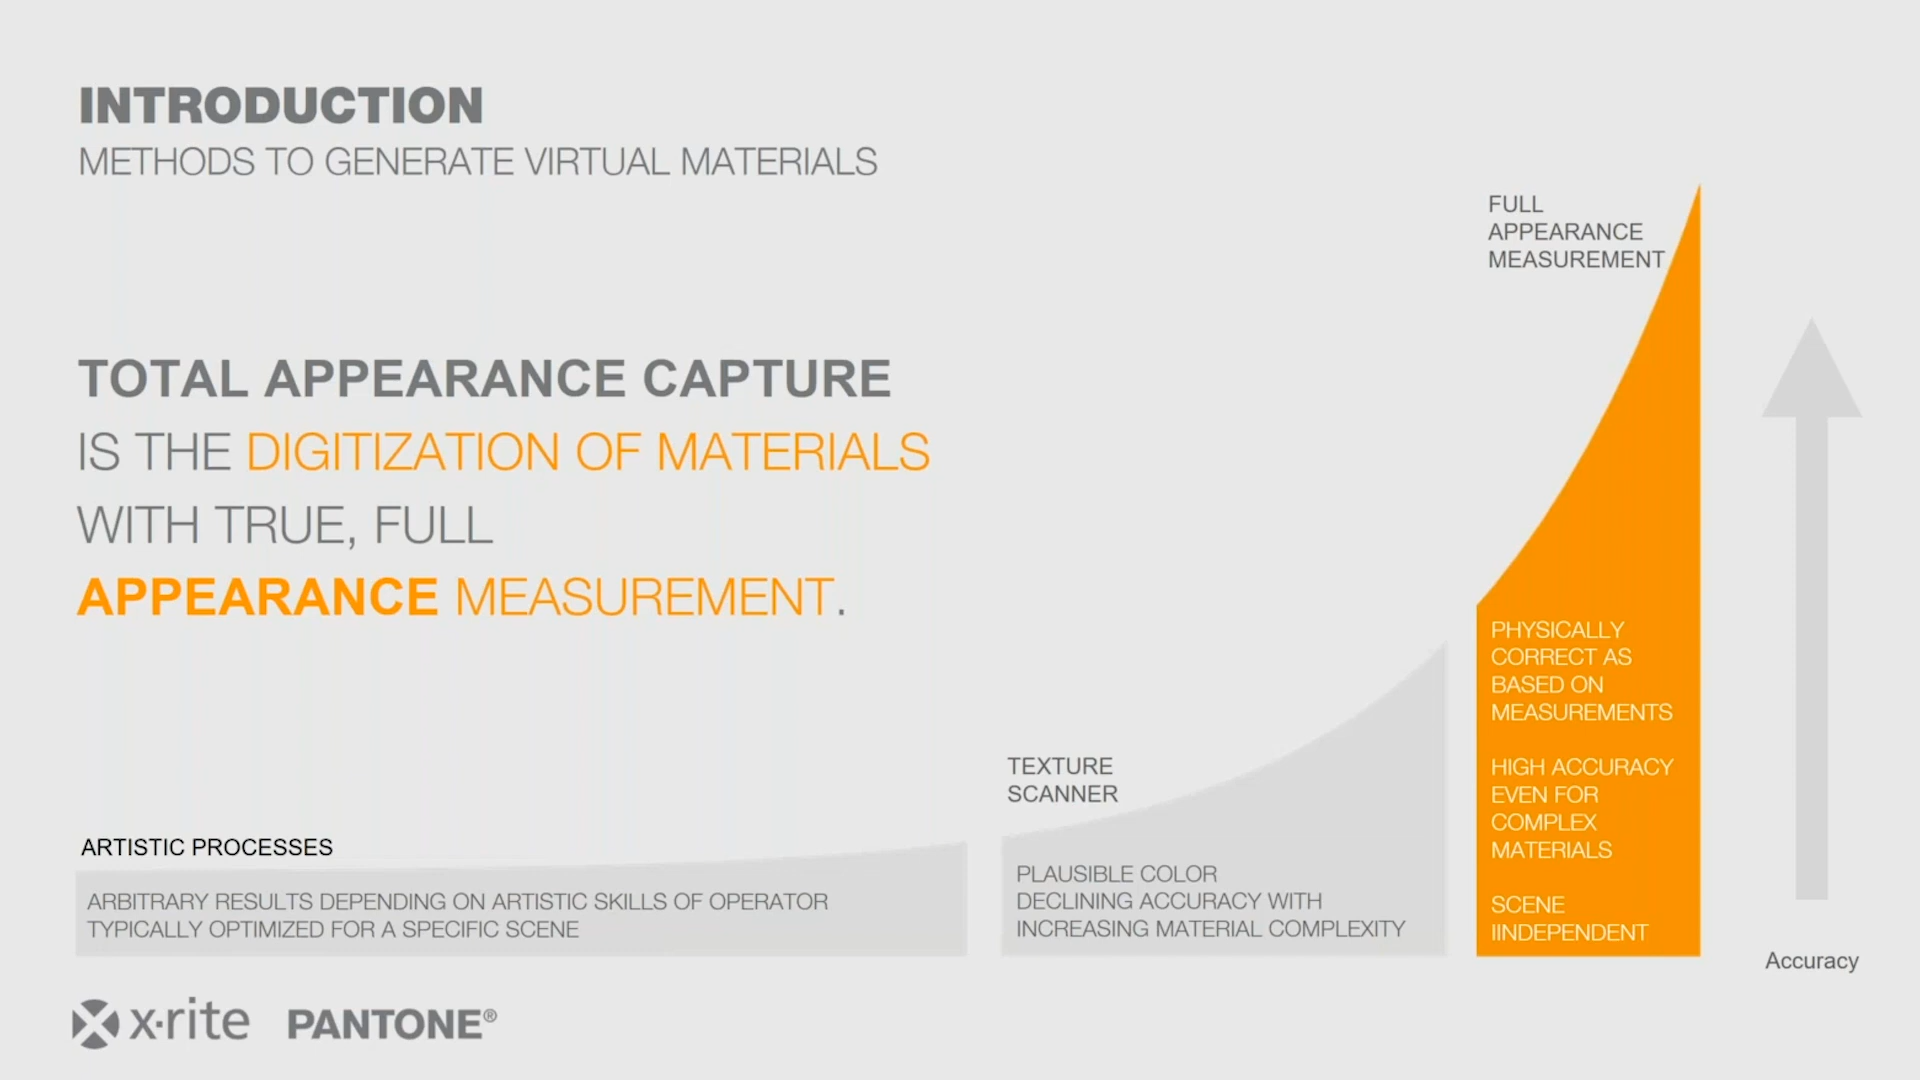 INTRODUCTION
METHODS TO GENERATE VIRTUAL MATERIALS
TOTAL APPEARANCE CAPTURE
IS THE DIGITIZATION OF MATERIALS
WITH TRUE, FULL
APPEARANCE MEASUREMENT.
ARTISTIC PROCESSES
ARBITRARY RESULTS DEPENDING ON ARTISTIC SKILLS OF OPERATOR
TYPICALLY OPTIMIZED FOR A SPECIFIC SCENE
TEXTURE
SCANNER
PLAUSIBLE COLOR
DECLINING ACCURACY WITH
INCREASING MATERIAL COMPLEXITY
FULL
APPEARANCE
MEASUREMENT
PHYSICALLY
CORRECT AS
BASED ON
MEASUREMENTS
HIGH ACCURACY
EVEN FOR
COMPLEX
MATERIALS
SCENE
IINDEPENDENT
Accuracy
x·rite PANTONE®